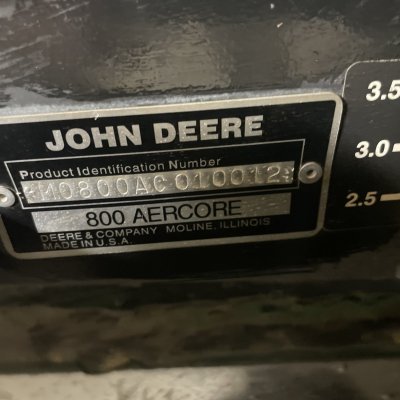 JOHN DEERE
Product Identification Number
*M0800AC010012*
800 AERCORE
DEERE & COMPANY MOLINE, ILLINOIS
MADE IN U.S.A.
3.5
3.0
2.5